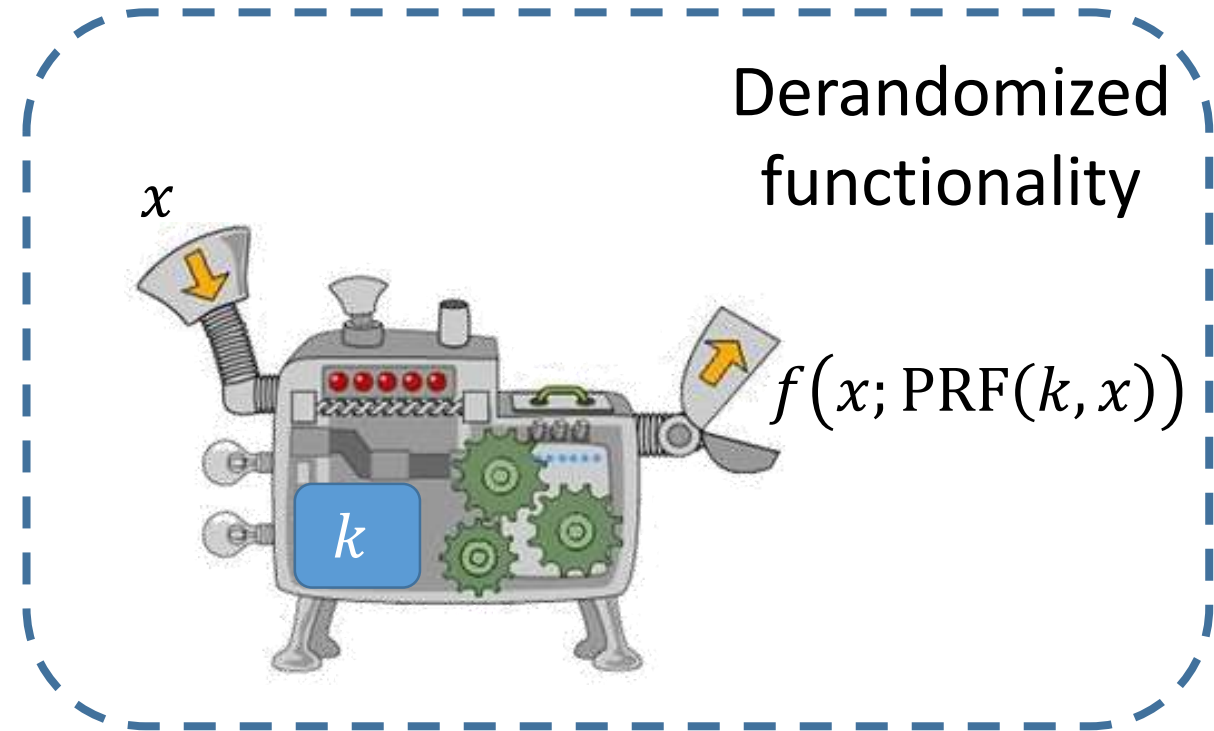 Derandomized
functionality
x
f(x; PRF(k, x))
k